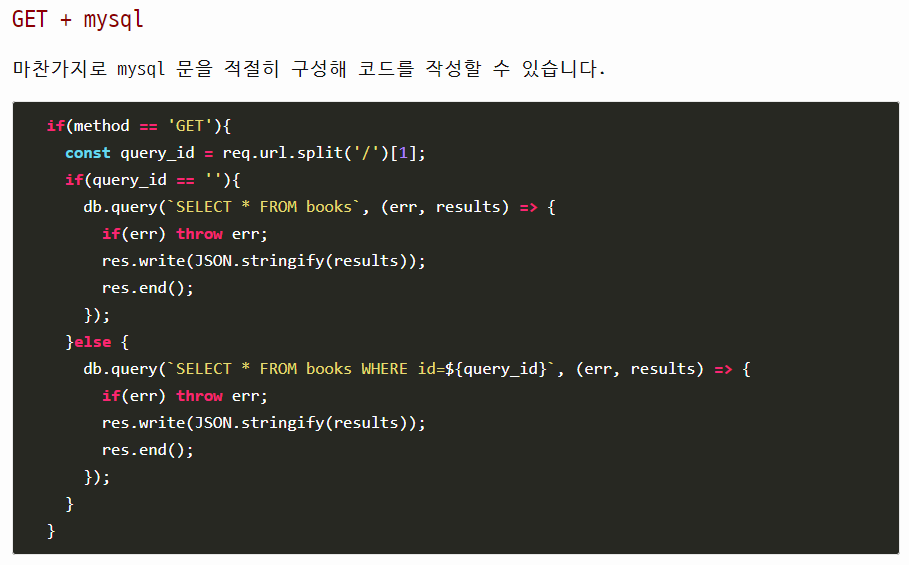 GET + mysql
마찬가지로 mysql 문을 적절히 구성해 코드를 작성할 수 있습니다.
if(method == 'GET'){
const query_id = req.url.split('/')[1];
if(query_id == ''){
db.query(`SELECT * FROM books`, (err, results) => {
if(err) throw err;
res.write(JSON.stringify(results));
res.end();
});
}else {
db.query(`SELECT * FROM books WHERE id=${query_id}`, (err, results) => {
if(err) throw err;
res.write(JSON.stringify(results));
res.end();
});
}
}